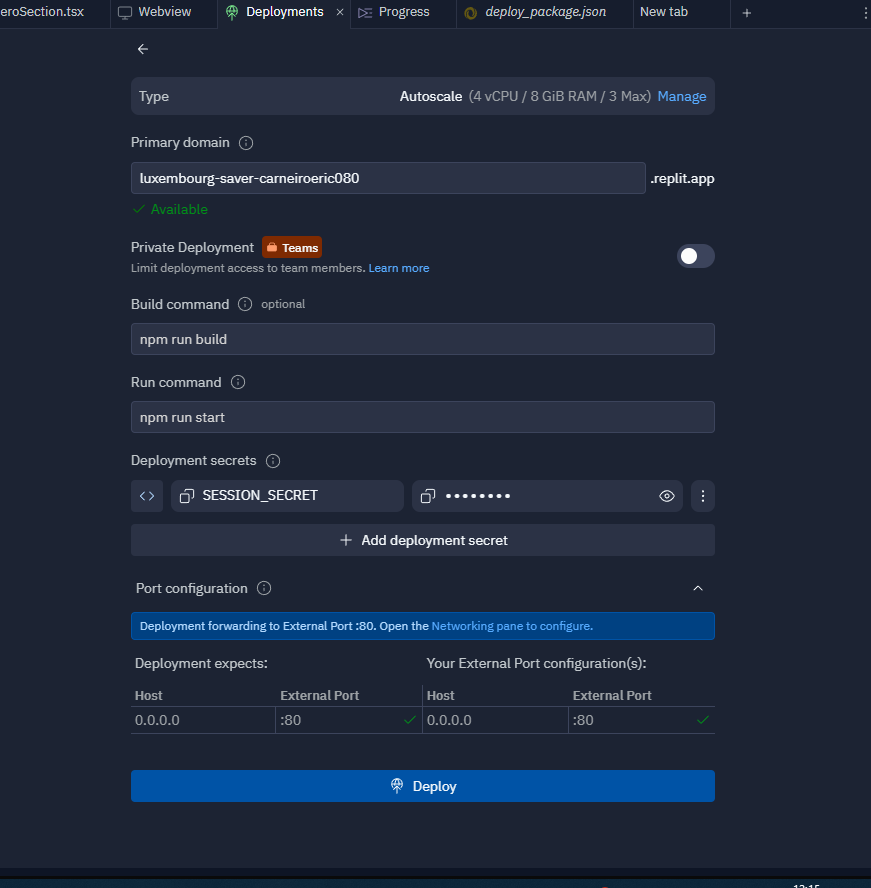 eroSection.tsx Webview Deployments × Progress deploy_package.json New tab +
Type Autoscale (4 vCPU / 8 GiB RAM / 3 Max) Manage
Primary domain
luxembourg-saver-carneiroeric080 .replit.app
Available
Private Deployment Teams
Limit deployment access to team members. Learn more
Build command optional
npm run build
Run command
npm run start
Deployment secrets
SESSION_SECRET ••••••••
+ Add deployment secret
Port configuration
Deployment forwarding to External Port :80. Open the Networking pane to configure.
Deployment expects: Your External Port configuration(s):
Host External Port Host External Port
0.0.0.0 :80 0.0.0.0 :80
Deploy